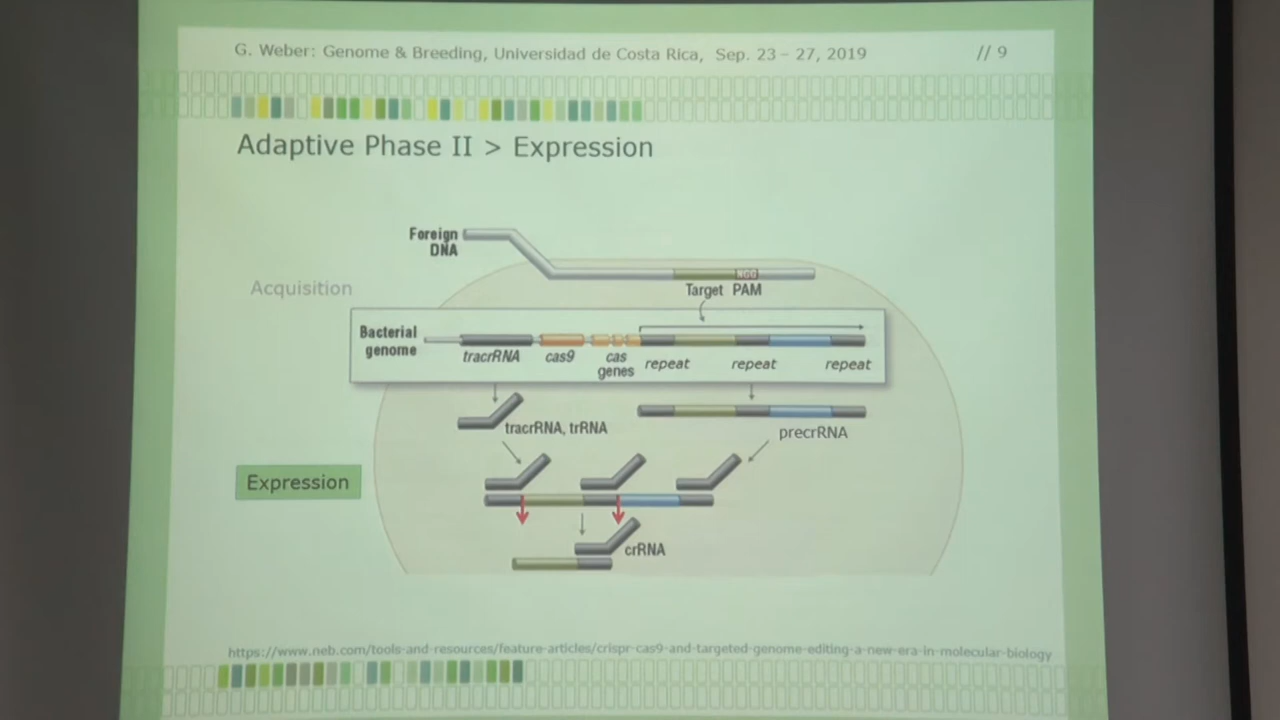 G. Weber: Genome & Breeding, Universidad de Costa Rica, Sep. 23 – 27, 2019 // 9
Adaptive Phase II > Expression
Foreign
DNA
NGG
Target PAM
Acquisition
Bacterial
genome
tracrRNA cas9 cas
genes repeat repeat repeat
tracrRNA, trRNA
precrRNA
Expression
crRNA
https://www.neb.com/tools-and-resources/feature-articles/crispr-cas9-and-targeted-genome-editing-a-new-era-in-molecular-biology